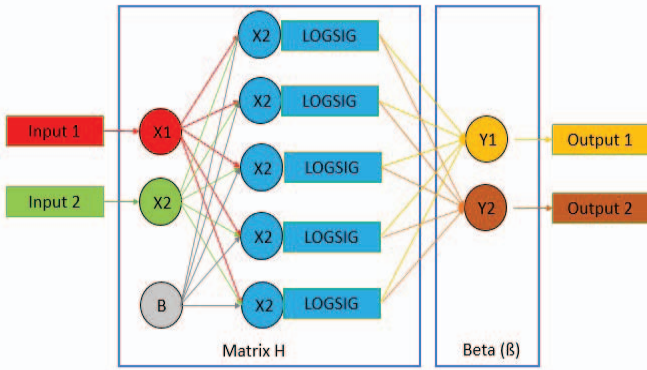 X2 LOGSIG
X2 LOGSIG
Input 1 X1 Y1 Output 1
X2 LOGSIG
Input 2 X2 Y2 Output 2
X2 LOGSIG
B X2 LOGSIG
Matrix H Beta (ß)